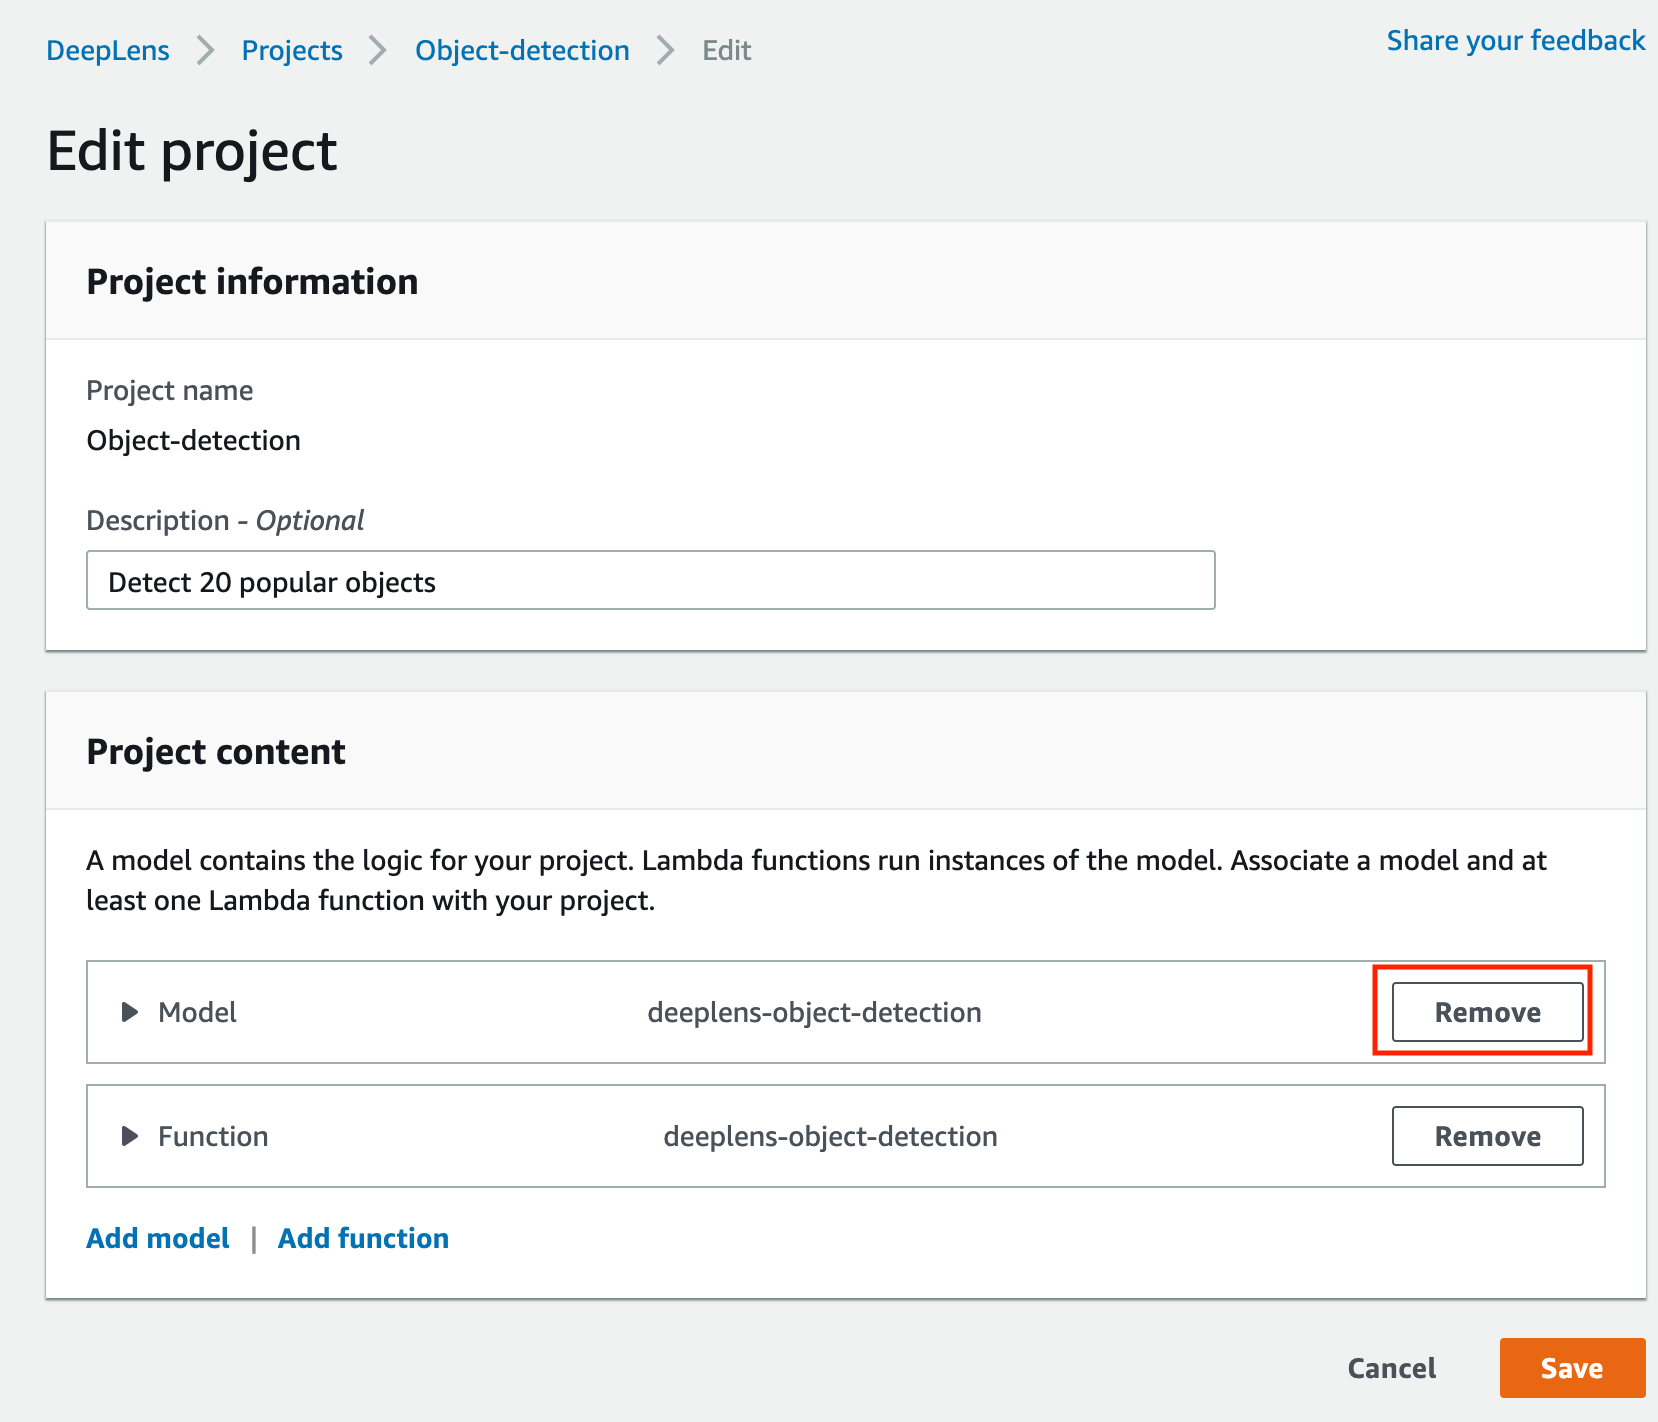 DeepLens Projects Object-detection Edit
Share your feedback
Edit project
Project information
Project name
Object-detection
Description - Optional
Detect 20 popular objects
Project content
A model contains the logic for your project. Lambda functions run instances of the model. Associate a model and at
least one Lambda function with your project.
Model deeplens-object-detection Remove
Function deeplens-object-detection Remove
Add model | Add function
Cancel Save